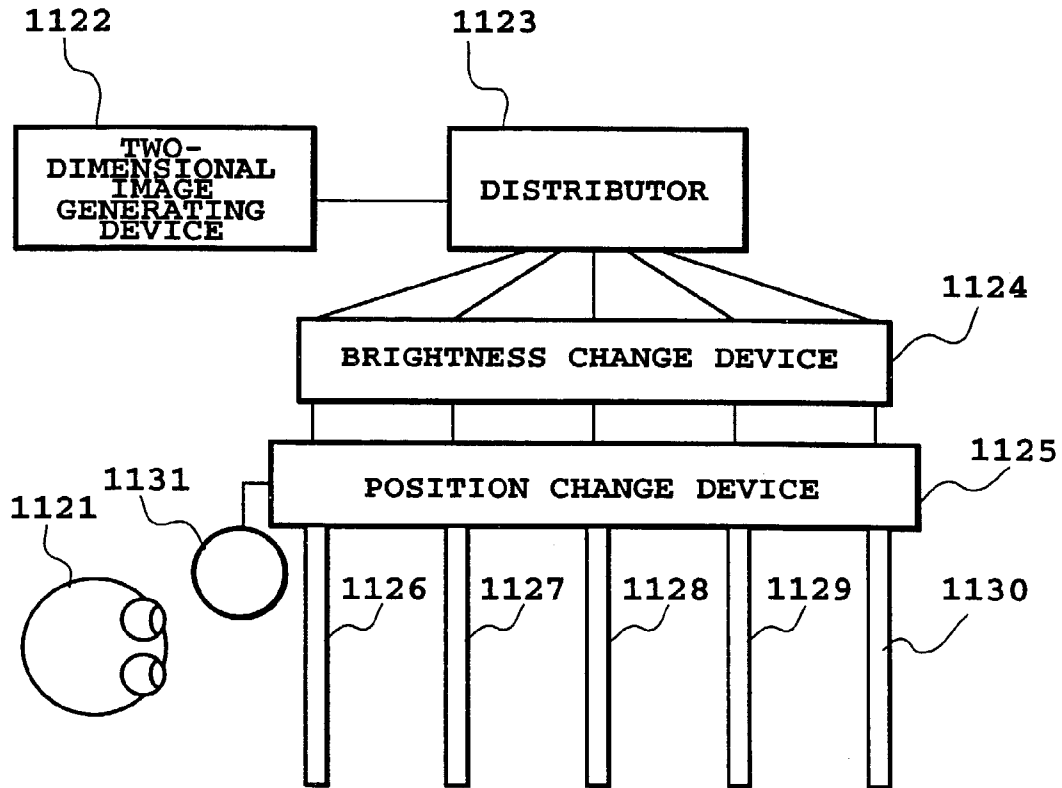 1122
1123
TWO-
DIMENSIONAL
IMAGE
GENERATING
DEVICE
DISTRIBUTOR
1124
BRIGHTNESS CHANGE DEVICE
1125
POSITION CHANGE DEVICE
1131
1121
1126
1127
1128
1129
1130